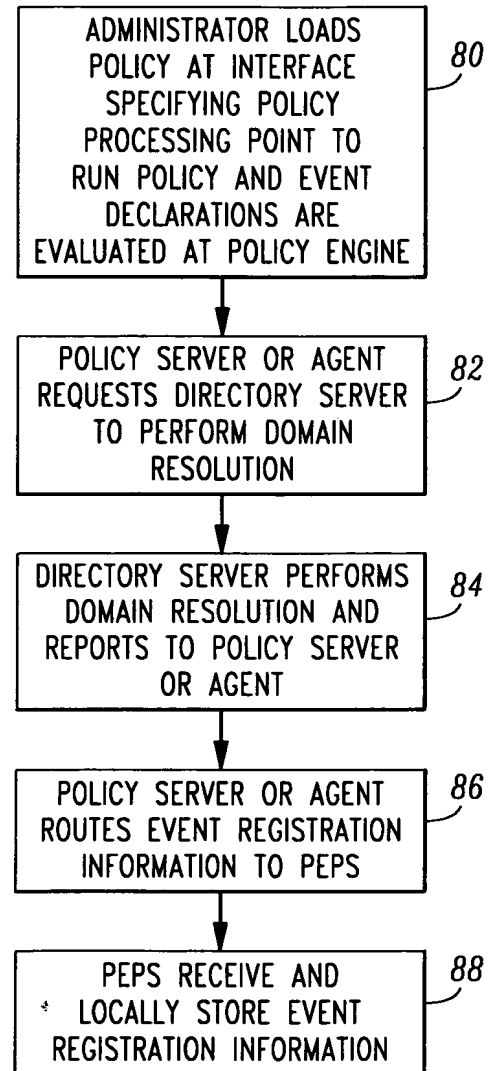 ADMINISTRATOR LOADS
POLICY AT INTERFACE
SPECIFYING POLICY
PROCESSING POINT TO
RUN POLICY AND EVENT
DECLARATIONS ARE
EVALUATED AT POLICY ENGINE
80
POLICY SERVER OR AGENT
REQUESTS DIRECTORY SERVER
TO PERFORM DOMAIN
RESOLUTION
82
DIRECTORY SERVER PERFORMS
DOMAIN RESOLUTION AND
REPORTS TO POLICY SERVER
OR AGENT
84
POLICY SERVER OR AGENT
ROUTES EVENT REGISTRATION
INFORMATION TO PEPS
86
PEPS RECEIVE AND
LOCALLY STORE EVENT
REGISTRATION INFORMATION
88